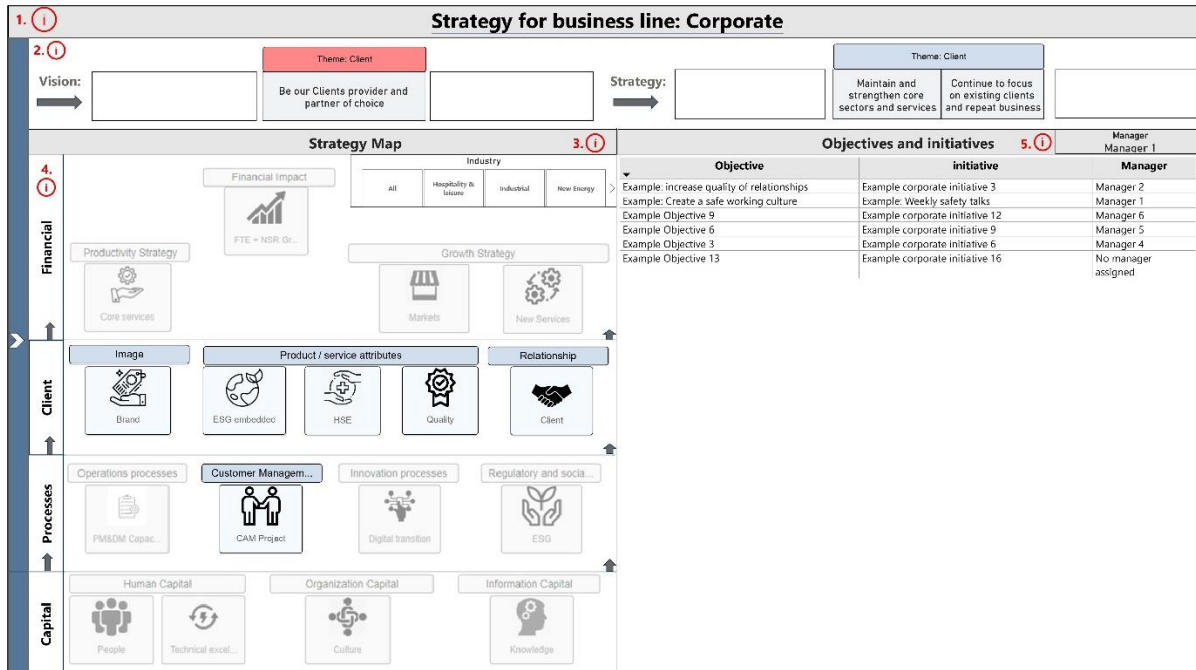 1. i
Strategy for business line: Corporate
2. i
Vision:
Theme: Client
Be our Clients provider and
partner of choice
Strategy:
Theme: Client
Maintain and
strengthen core
sectors and services
Continue to focus
on existing clients
and repeat business
Strategy Map
3. i
Objectives and initiatives
5. i
Manager
Manager 1
4.
i
Industry
All
Hospitality &
leisure
Industrial
New Energy
Financial
Financial Impact
FTE + NSR Gr...
Productivity Strategy
Core services
Growth Strategy
Markets
New Services
Client
Image
Brand
Product / service attributes
ESG embedded
HSE
Quality
Relationship
Client
Processes
Operations processes
PM&DM Capac...
Customer Managem...
CAM Project
Innovation processes
Digital transition
Regulatory and socia...
ESG
Capital
Human Capital
People
Technical excel...
Organization Capital
Culture
Information Capital
Knowledge
Objective initiative Manager
Example: increase quality of relationships Example corporate initiative 3 Manager 2
Example: Create a safe working culture Example: Weekly safety talks Manager 1
Example Objective 9 Example corporate initiative 12 Manager 6
Example Objective 6 Example corporate initiative 9 Manager 5
Example Objective 3 Example corporate initiative 6 Manager 4
Example Objective 13 Example corporate initiative 16 No manager
assigned